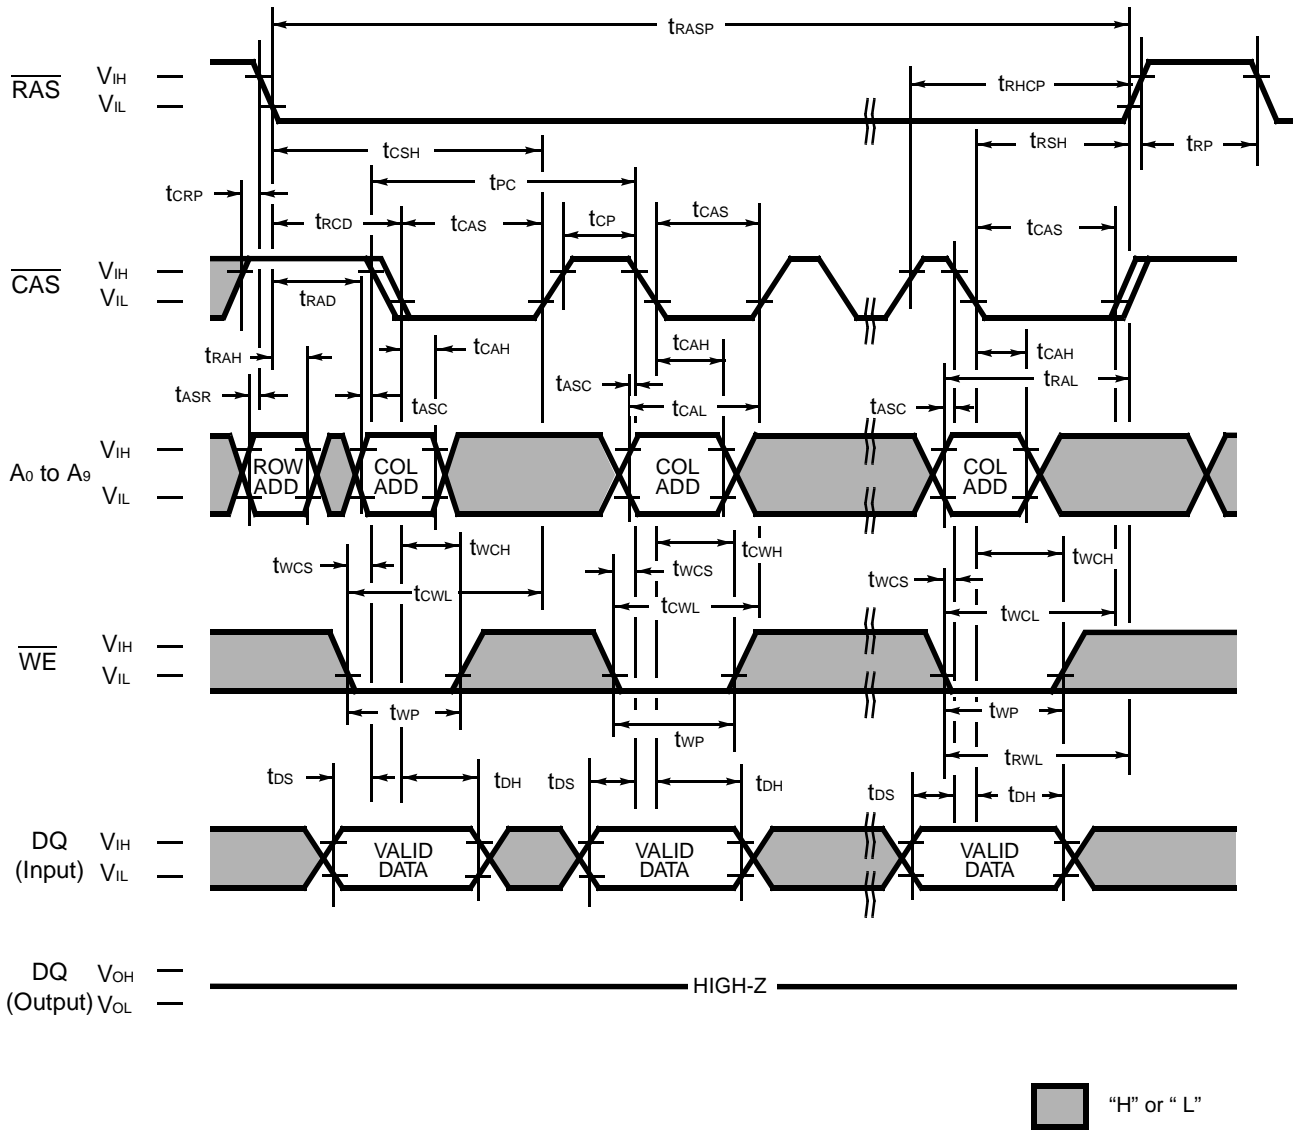 tRASP
RAS VIH
VIL
tRHCP
tCSH tRSH tRP
tCRP tPC
tRCD tCAS tCP tCAS tCAS
CAS VIH
VIL
tRAD
tRAH tCAH tCAH tCAH
tASR tASC tASC tCAL tASC tRAL
A0 to A9 VIH
VIL
ROW ADD
COL ADD
COL ADD
COL ADD
tWCH tCWH tWCH
tWCS tWCS tWCS
tCWL tCWL tWCL
WE VIH
VIL
tWP tWP tWP
tRWL
tDS tDH tDS tDH tDS tDH
DQ (Input) VIH
VIL
VALID DATA
VALID DATA
VALID DATA
DQ (Output) VOH
VOL
HIGH-Z
“H” or “ L”